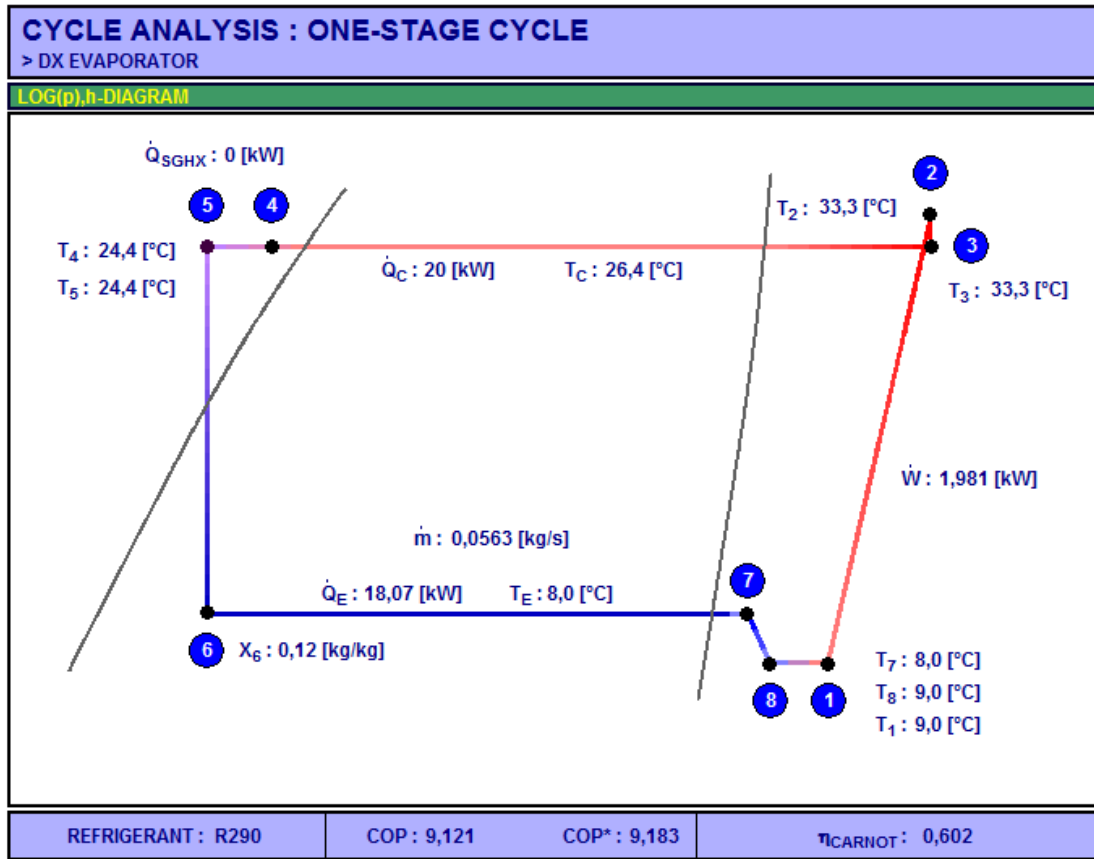 CYCLE ANALYSIS : ONE-STAGE CYCLE
> DX EVAPORATOR
LOG(p),h-DIAGRAM
Q̇SGHX : 0 [kW]
2
5
4
T2 : 33,3 [°C]
3
T4 : 24,4 [°C]
Q̇C : 20 [kW]
TC : 26,4 [°C]
T5 : 24,4 [°C]
T3 : 33,3 [°C]
Ẇ : 1,981 [kW]
ṁ : 0,0563 [kg/s]
7
Q̇E : 18,07 [kW]
TE : 8,0 [°C]
6
X6 : 0,12 [kg/kg]
T7 : 8,0 [°C]
8
1
T8 : 9,0 [°C]
T1 : 9,0 [°C]
REFRIGERANT : R290
COP : 9,121
COP* : 9,183
ηCARNOT : 0,602